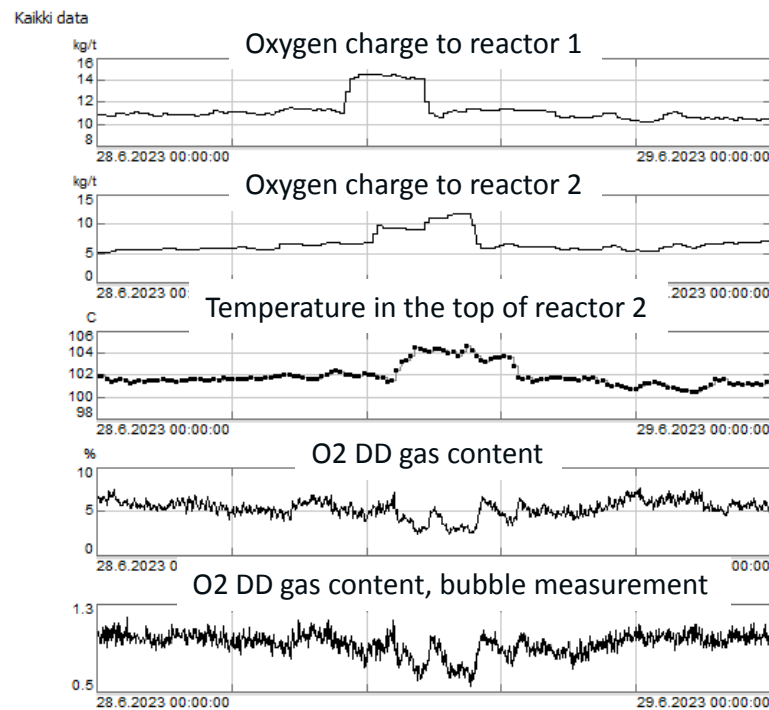 Kaikki data
kg/t
Oxygen charge to reactor 1
16
14
12
10
8
28.6.2023 00:00:00 29.6.2023 00:00:00
kg/t
Oxygen charge to reactor 2
15
10
5
0
28.6.2023 00: .2023 00:00:00
Temperature in the top of reactor 2
C
106
104
102
100
98
28.6.2023 00:00:00 29.6.2023 00:00:00
%
O2 DD gas content
10
5
0
28.6.2023 0 00:00
O2 DD gas content, bubble measurement
1.3
0.5
28.6.2023 00:00:00 29.6.2023 00:00:00